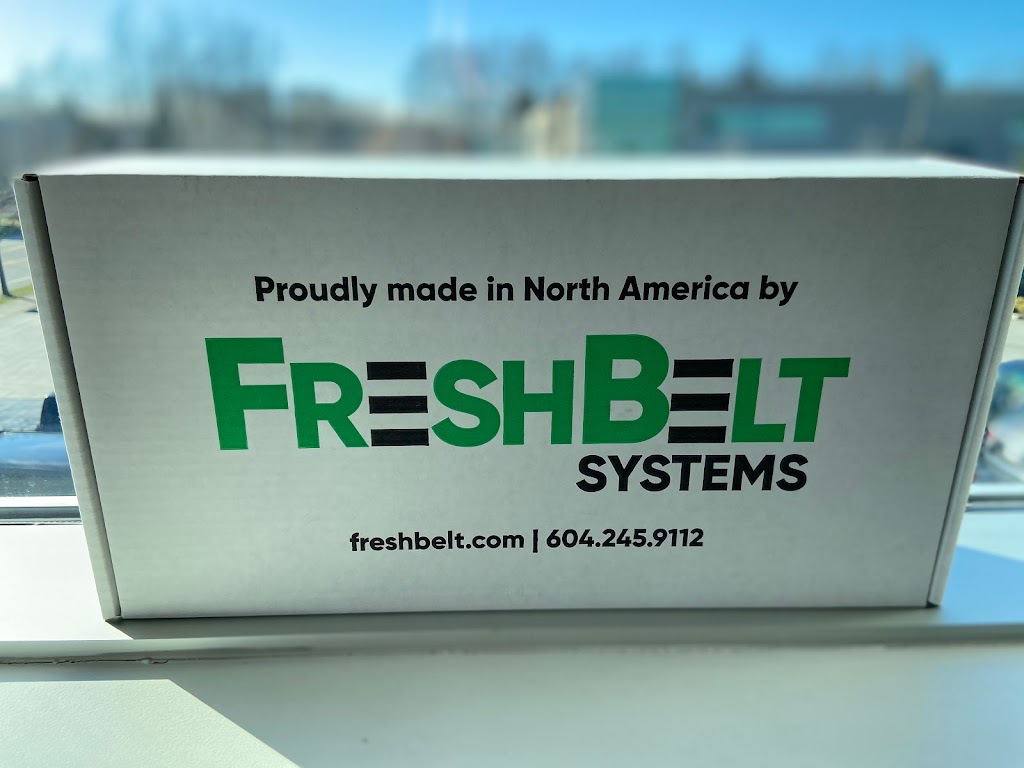 Proudly made in North America by
FRESHBELT
SYSTEMS
freshbelt.com | 604.245.9112